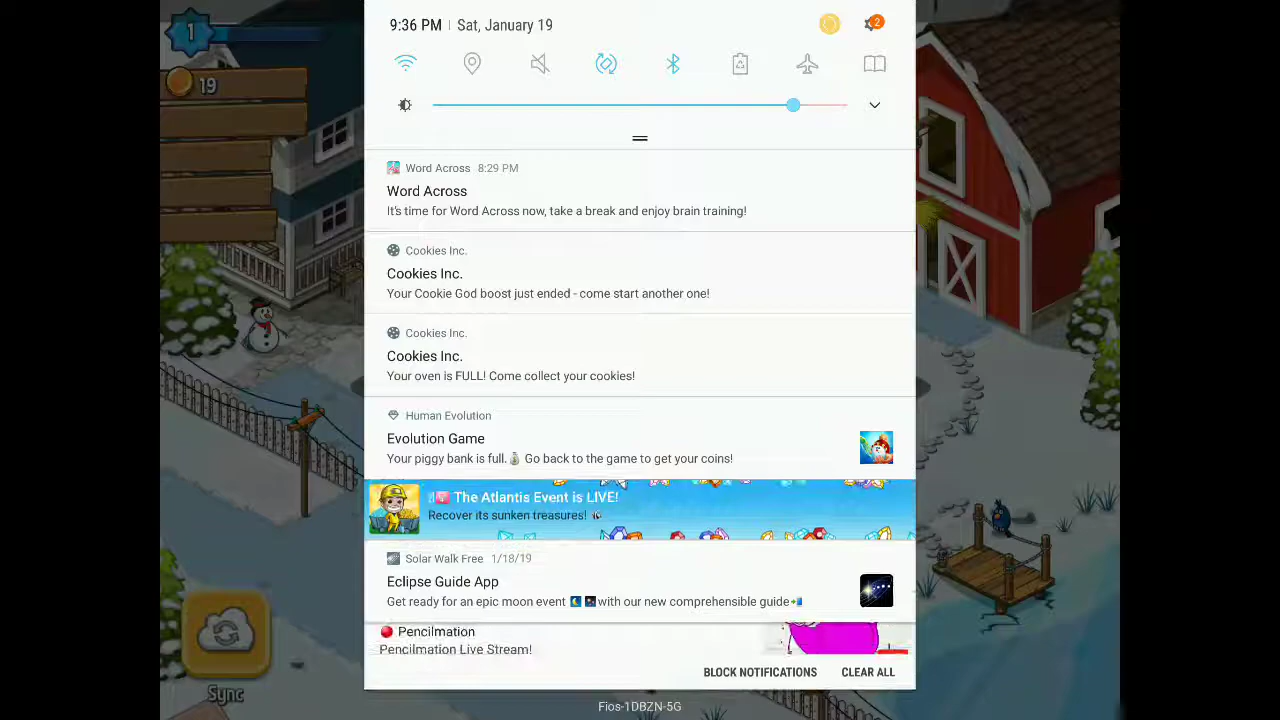 1
9:36 PM | Sat, January 19
2
19
Word Across 8:29 PM
Word Across
It's time for Word Across now, take a break and enjoy brain training!
Cookies Inc.
Cookies Inc.
Your Cookie God boost just ended - come start another one!
Cookies Inc.
Cookies Inc.
Your oven is FULL! Come collect your cookies!
Human Evolution
Evolution Game
Your piggy bank is full.💰 Go back to the game to get your coins!
The Atlantis Event is LIVE!
Recover its sunken treasures!
Solar Walk Free 1/18/19
Eclipse Guide App
Get ready for an epic moon event with our new comprehensible guide📲
Pencilmation
Pencilmation Live Stream!
BLOCK NOTIFICATIONS CLEAR ALL
Sync
Fios-1DBZN-5G